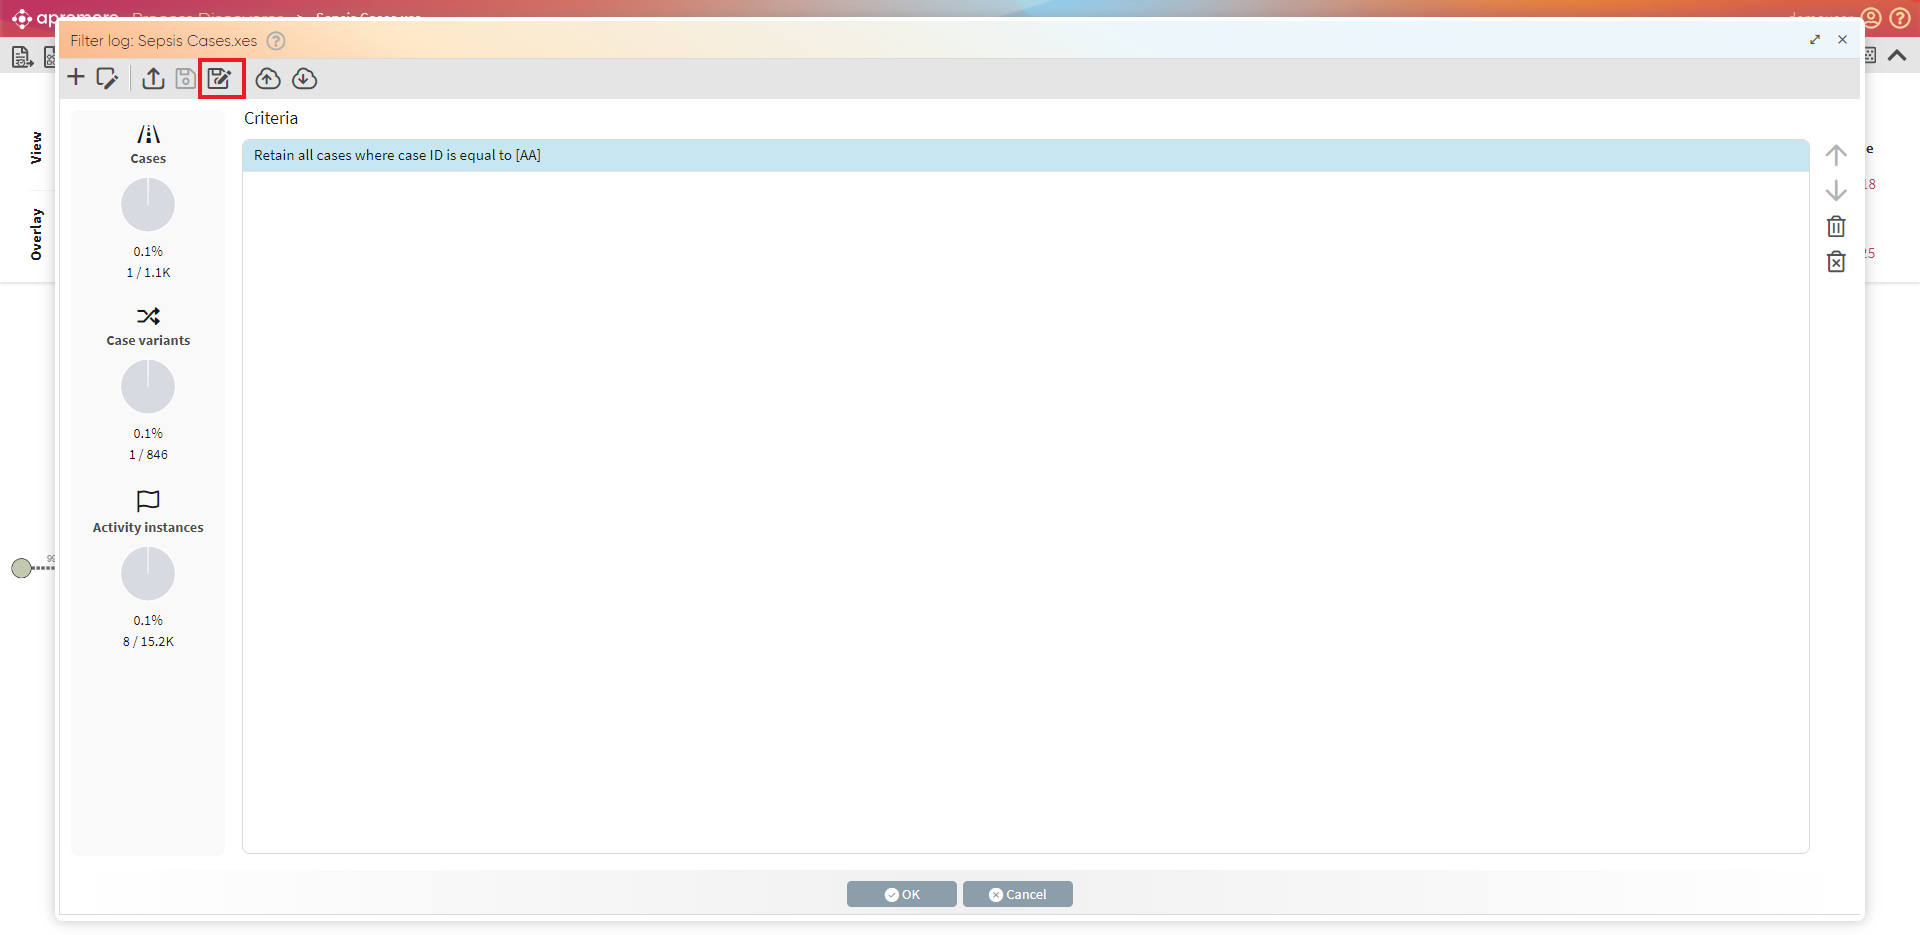 Filter log: Sepsis Cases.xes
Criteria
Retain all cases where case ID is equal to [AA]
View
Overlay
Cases
0.1%
1 / 1.1K
Case variants
0.1%
1 / 846
Activity instances
0.1%
8 / 15.2K
OK
Cancel